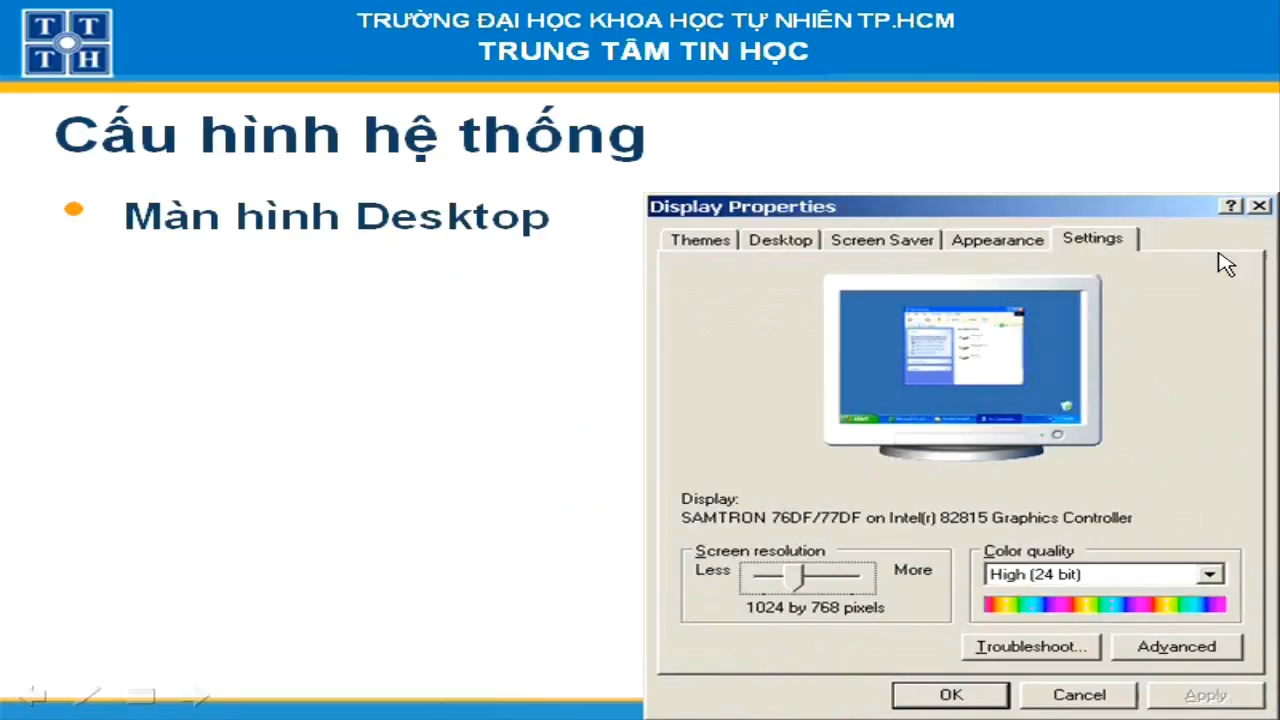 TRƯỜNG ĐẠI HỌC KHOA HỌC TỰ NHIÊN TP.HCM
TRUNG TÂM TIN HỌC
T T
T H
Cấu hình hệ thống
Màn hình Desktop
Display Properties
Themes Desktop Screen Saver Appearance Settings
Display:
SAMTRON 76DF/77DF on Intel(r) 82815 Graphics Controller
Screen resolution
Less More
1024 by 768 pixels
Color quality
High (24 bit)
Troubleshoot... Advanced
OK Cancel Apply